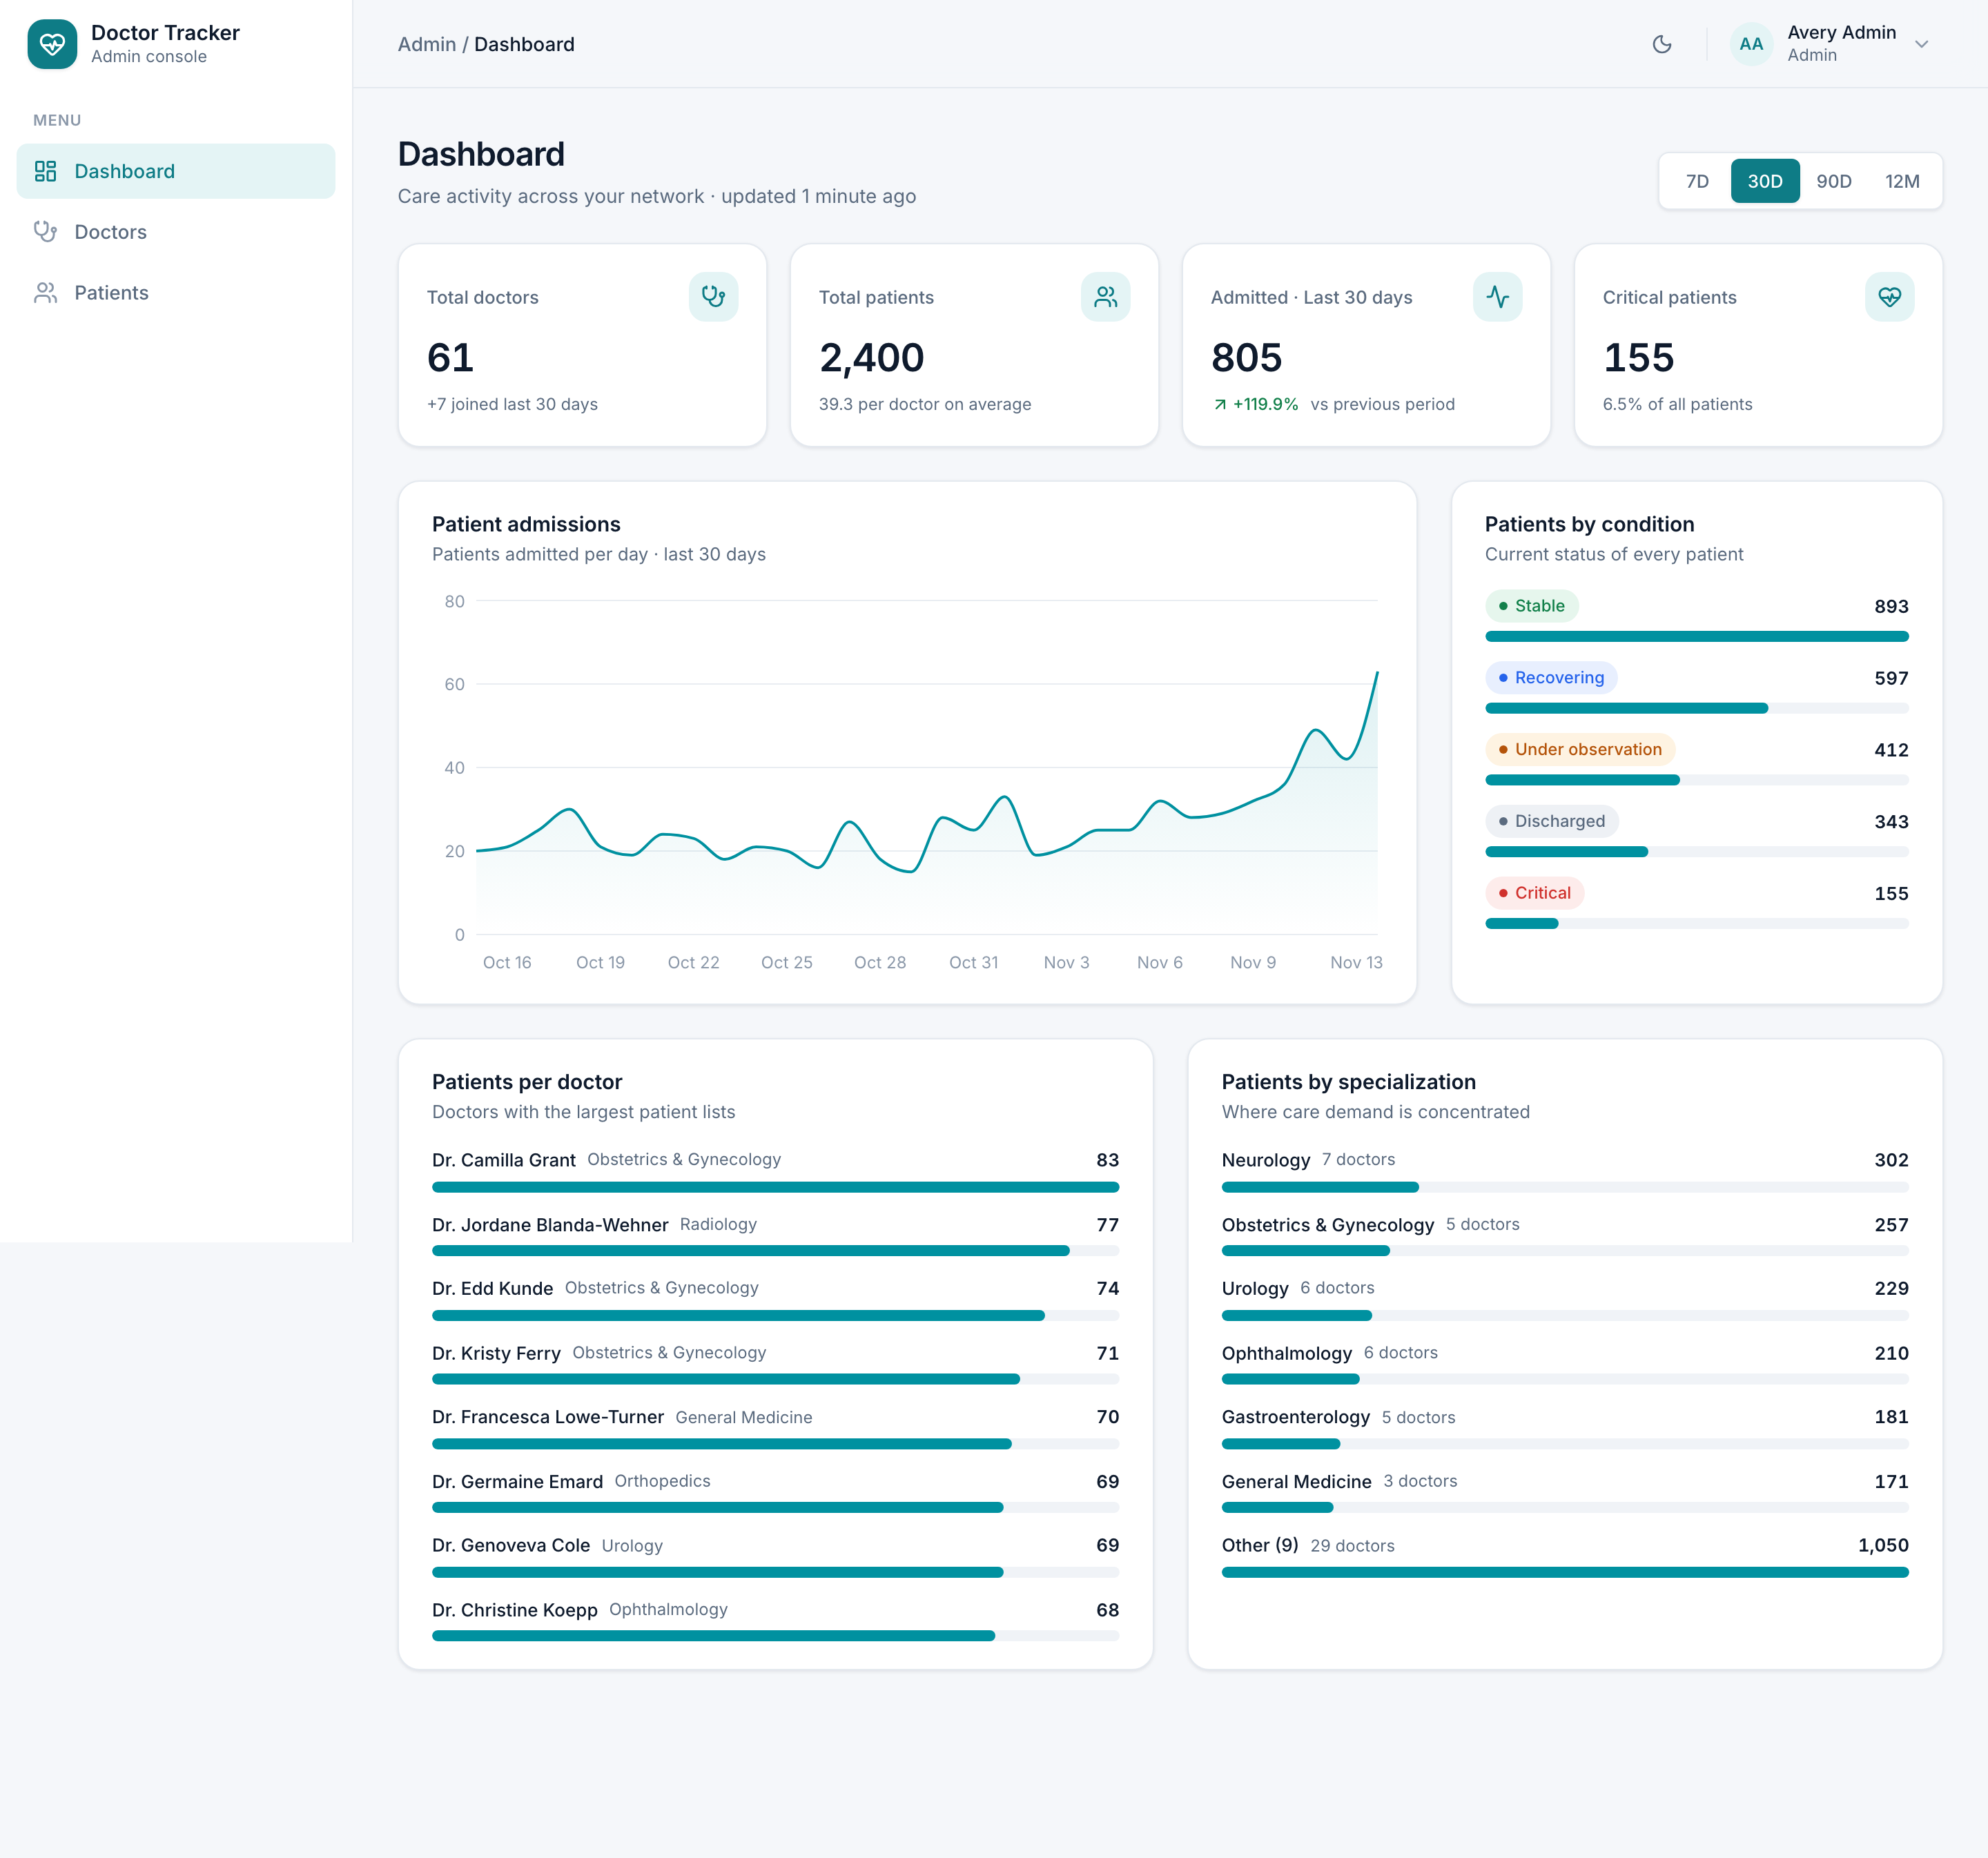 Doctor Tracker
Admin console
MENU
Dashboard
Doctors
Patients
Admin / Dashboard
AA
Avery Admin
Admin
Dashboard
Care activity across your network · updated 1 minute ago
7D 30D 90D 12M
Total doctors
61
+7 joined last 30 days
Total patients
2,400
39.3 per doctor on average
Admitted · Last 30 days
805
+119.9% vs previous period
Critical patients
155
6.5% of all patients
Patient admissions
Patients admitted per day · last 30 days
80
60
40
20
0
Oct 16 Oct 19 Oct 22 Oct 25 Oct 28 Oct 31 Nov 3 Nov 6 Nov 9 Nov 13
Patients by condition
Current status of every patient
Stable 893
Recovering 597
Under observation 412
Discharged 343
Critical 155
Patients per doctor
Doctors with the largest patient lists
Dr. Camilla Grant Obstetrics & Gynecology 83
Dr. Jordane Blanda-Wehner Radiology 77
Dr. Edd Kunde Obstetrics & Gynecology 74
Dr. Kristy Ferry Obstetrics & Gynecology 71
Dr. Francesca Lowe-Turner General Medicine 70
Dr. Germaine Emard Orthopedics 69
Dr. Genoveva Cole Urology 69
Dr. Christine Koepp Ophthalmology 68
Patients by specialization
Where care demand is concentrated
Neurology 7 doctors 302
Obstetrics & Gynecology 5 doctors 257
Urology 6 doctors 229
Ophthalmology 6 doctors 210
Gastroenterology 5 doctors 181
General Medicine 3 doctors 171
Other (9) 29 doctors 1,050